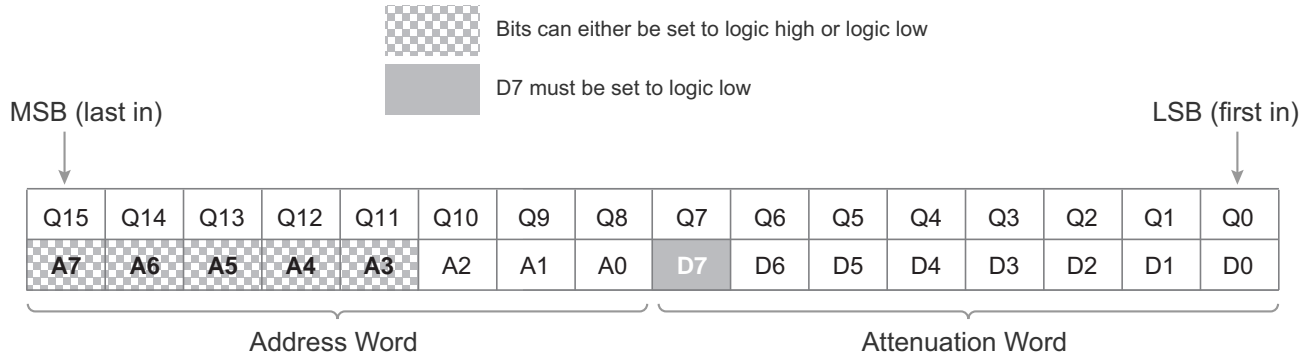 Bits can either be set to logic high or logic low
D7 must be set to logic low
MSB (last in)
LSB (first in)
Q15 Q14 Q13 Q12 Q11 Q10 Q9 Q8 Q7 Q6 Q5 Q4 Q3 Q2 Q1 Q0
A7 A6 A5 A4 A3 A2 A1 A0 D7 D6 D5 D4 D3 D2 D1 D0
Address Word
Attenuation Word